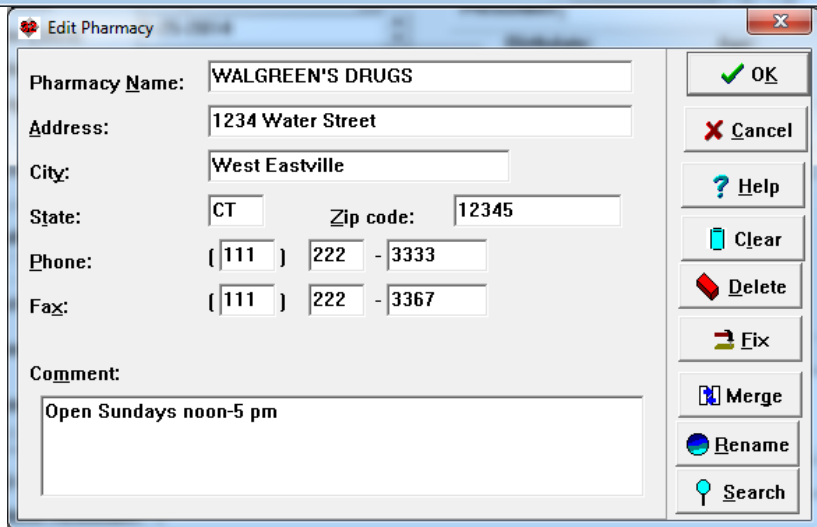 Edit Pharmacy
Pharmacy Name: WALGREEN'S DRUGS
Address: 1234 Water Street
City: West Eastville
State: CT Zip code: 12345
Phone: (111) 222 - 3333
Fax: (111) 222 - 3367
Comment:
Open Sundays noon-5 pm
OK
Cancel
Help
Clear
Delete
Fix
Merge
Rename
Search